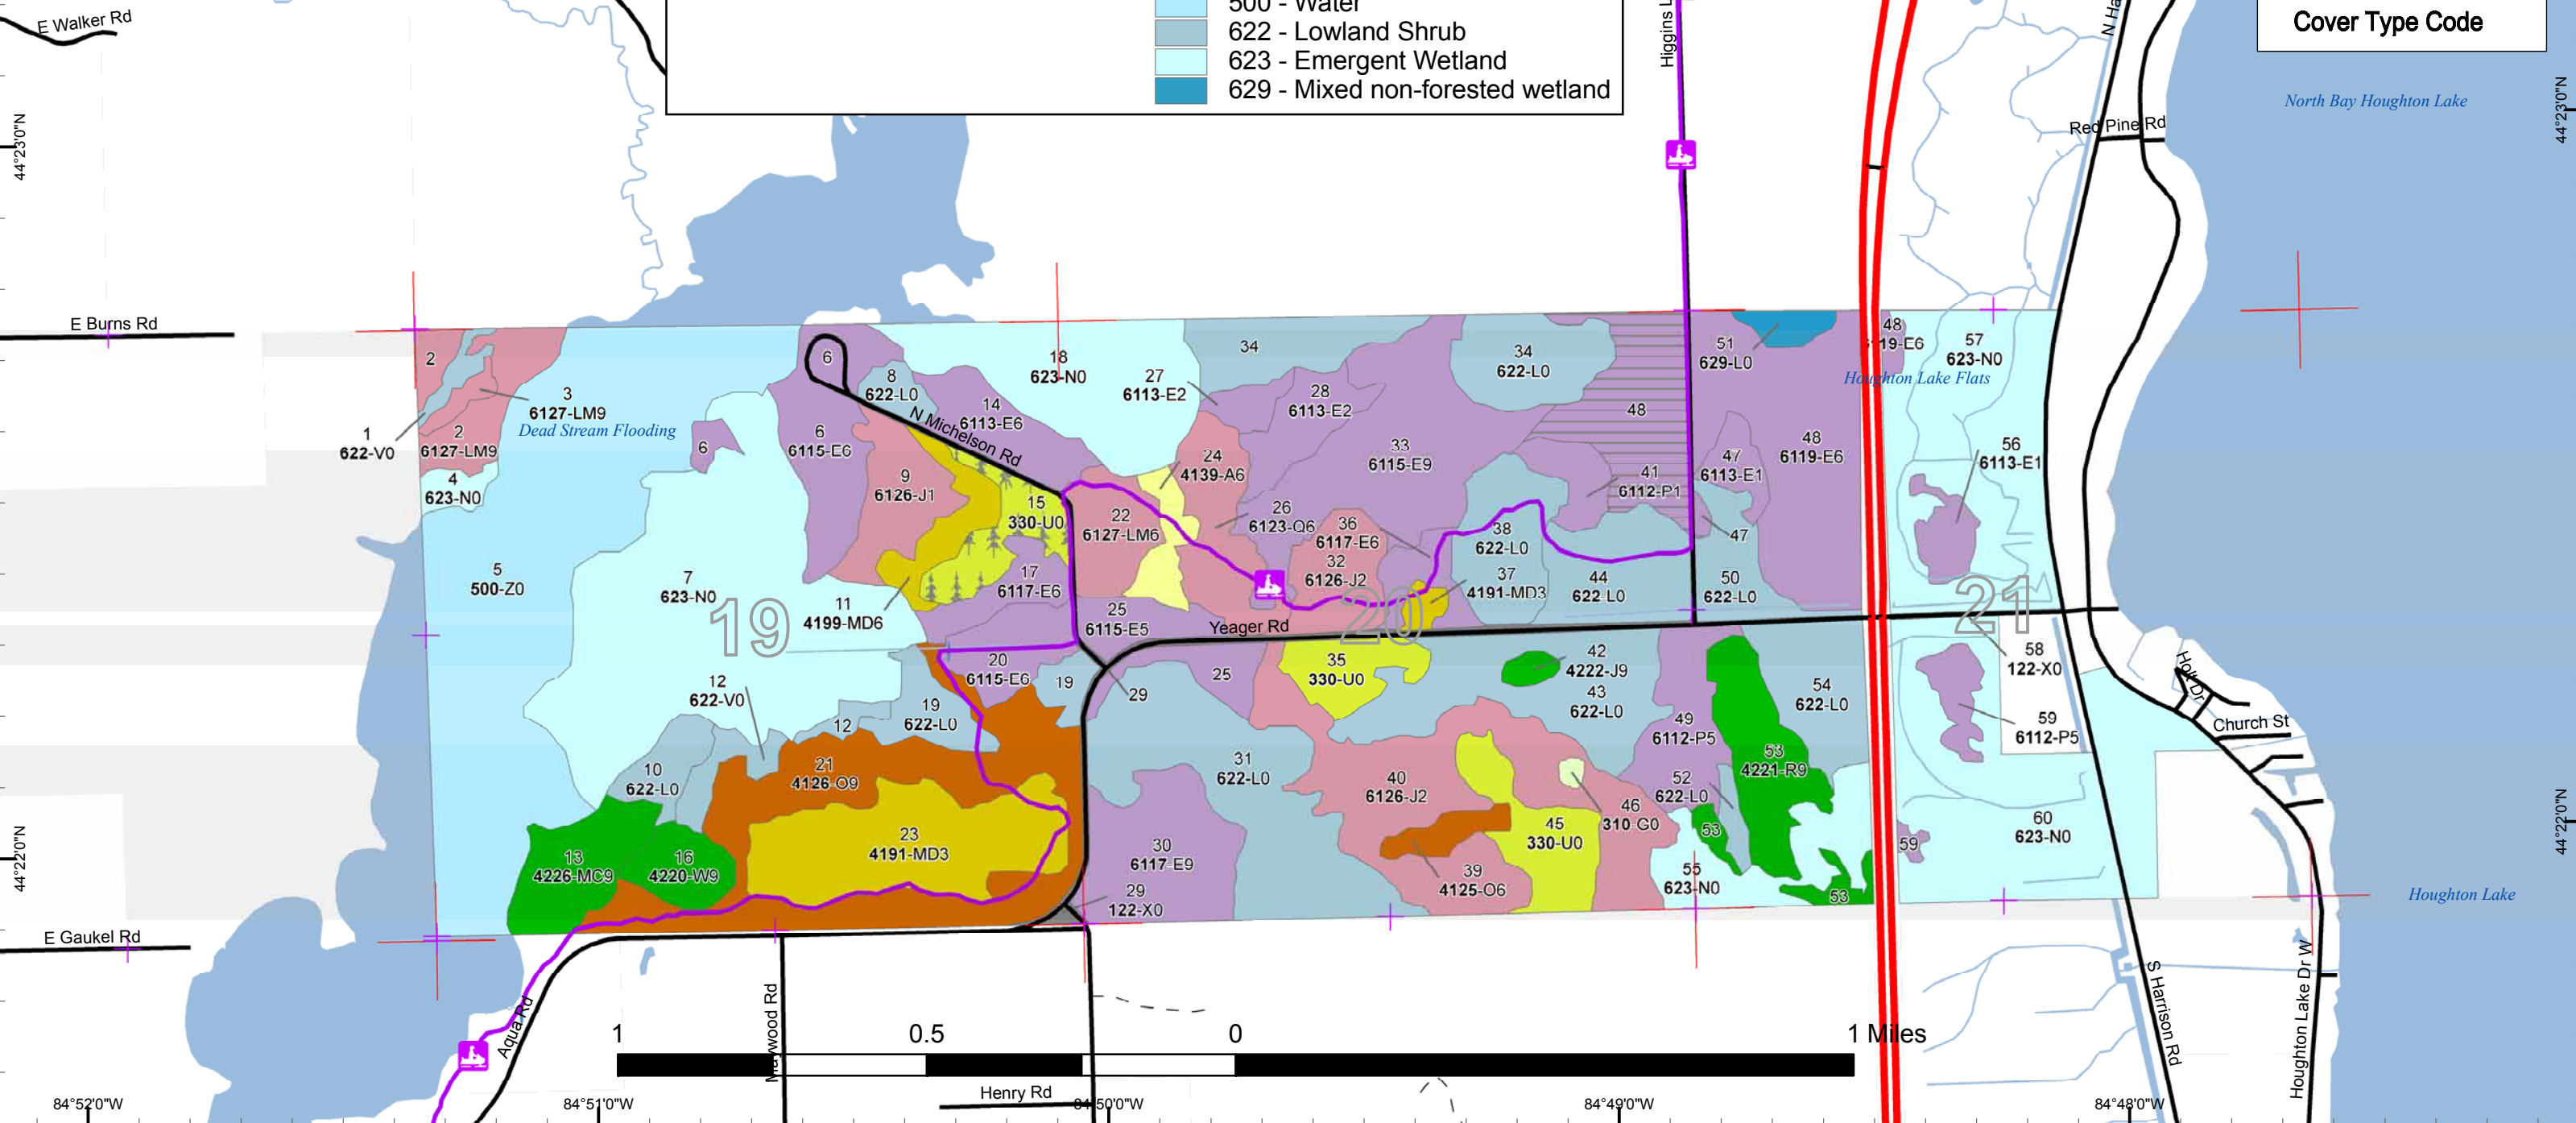 E Walker Rd
500 - Water
622 - Lowland Shrub
623 - Emergent Wetland
629 - Mixed non-forested wetland
Higgins L
N Ha
Cover Type Code
North Bay Houghton Lake
Red Pine Rd
44°23'0"N
44°23'0"N
E Burns Rd
2
3
6127-LM9
Dead Stream Flooding
1
622-V0
2
6127-LM9
4
623-N0
5
500-Z0
6
6
6
6115-E6
7
623-N0
8
622-L0
N Michelson Rd
9
6126-J1
14
6113-E6
18
623-N0
27
6113-E2
34
28
6113-E2
34
622-L0
48
51
629-L0
48
6119-E6
57
623-N0
Houghton Lake Flats
15
330-U0
17
6117-E6
11
4199-MD6
22
6127-LM6
24
4139-A6
26
6123-Q6
33
6115-E9
36
6117-E6
32
6126-J2
38
622-L0
37
4191-MD3
41
6112-P1
44
622-L0
47
6113-E1
47
48
6119-E6
50
622-L0
56
6113-E1
19
20
21
25
6115-E5
Yeager Rd
20
6115-E6
19
19
622-L0
12
622-V0
12
10
622-L0
13
4226-MC9
16
4220-W9
21
4126-O9
23
4191-MD3
29
25
35
330-U0
42
4222-J9
43
622-L0
31
622-L0
30
6117-E9
29
122-X0
40
6126-J2
39
4125-O6
45
330-U0
46
310-G0
49
6112-P5
52
622-L0
53
4221-R9
53
53
54
622-L0
55
623-N0
58
122-X0
59
6112-P5
59
60
623-N0
Holt Dr
Church St
Houghton Lake
44°22'0"N
44°22'0"N
E Gaukel Rd
Aqua Rd
Maywood Rd
Henry Rd
S Harrison Rd
Houghton Lake Dr W
1
0.5
0
1 Miles
84°52'0"W
84°51'0"W
84°50'0"W
84°49'0"W
84°48'0"W